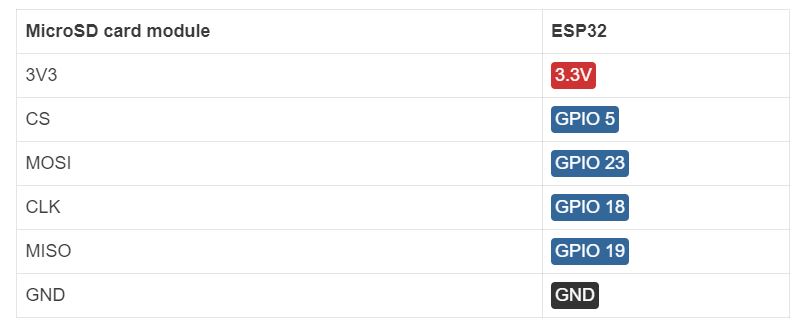 MicroSD card module ESP32
3V3 3.3V
CS GPIO 5
MOSI GPIO 23
CLK GPIO 18
MISO GPIO 19
GND GND